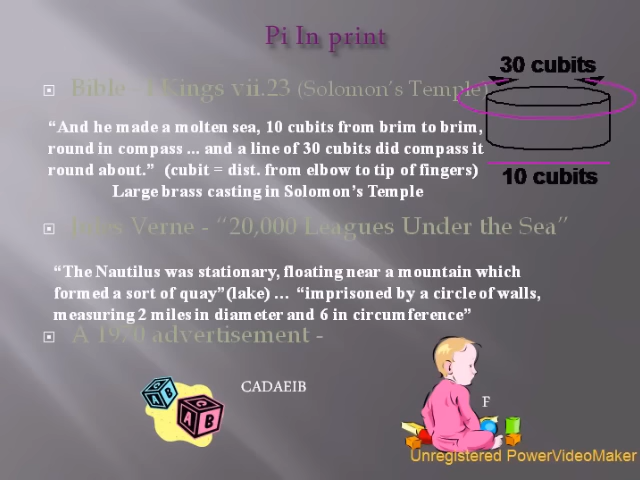 Pi In print
Bible - I Kings vii.23 (Solomon's Temple)
30 cubits
“And he made a molten sea, 10 cubits from brim to brim,
round in compass ... and a line of 30 cubits did compass it
round about.” (cubit = dist. from elbow to tip of fingers)
Large brass casting in Solomon's Temple
10 cubits
Jules Verne - “20,000 Leagues Under the Sea”
“The Nautilus was stationary, floating near a mountain which
formed a sort of quay”(lake) ... “imprisoned by a circle of walls,
measuring 2 miles in diameter and 6 in circumference”
A 1970 advertisement -
CADAEIB
F
A B
A B C
Unregistered PowerVideoMaker